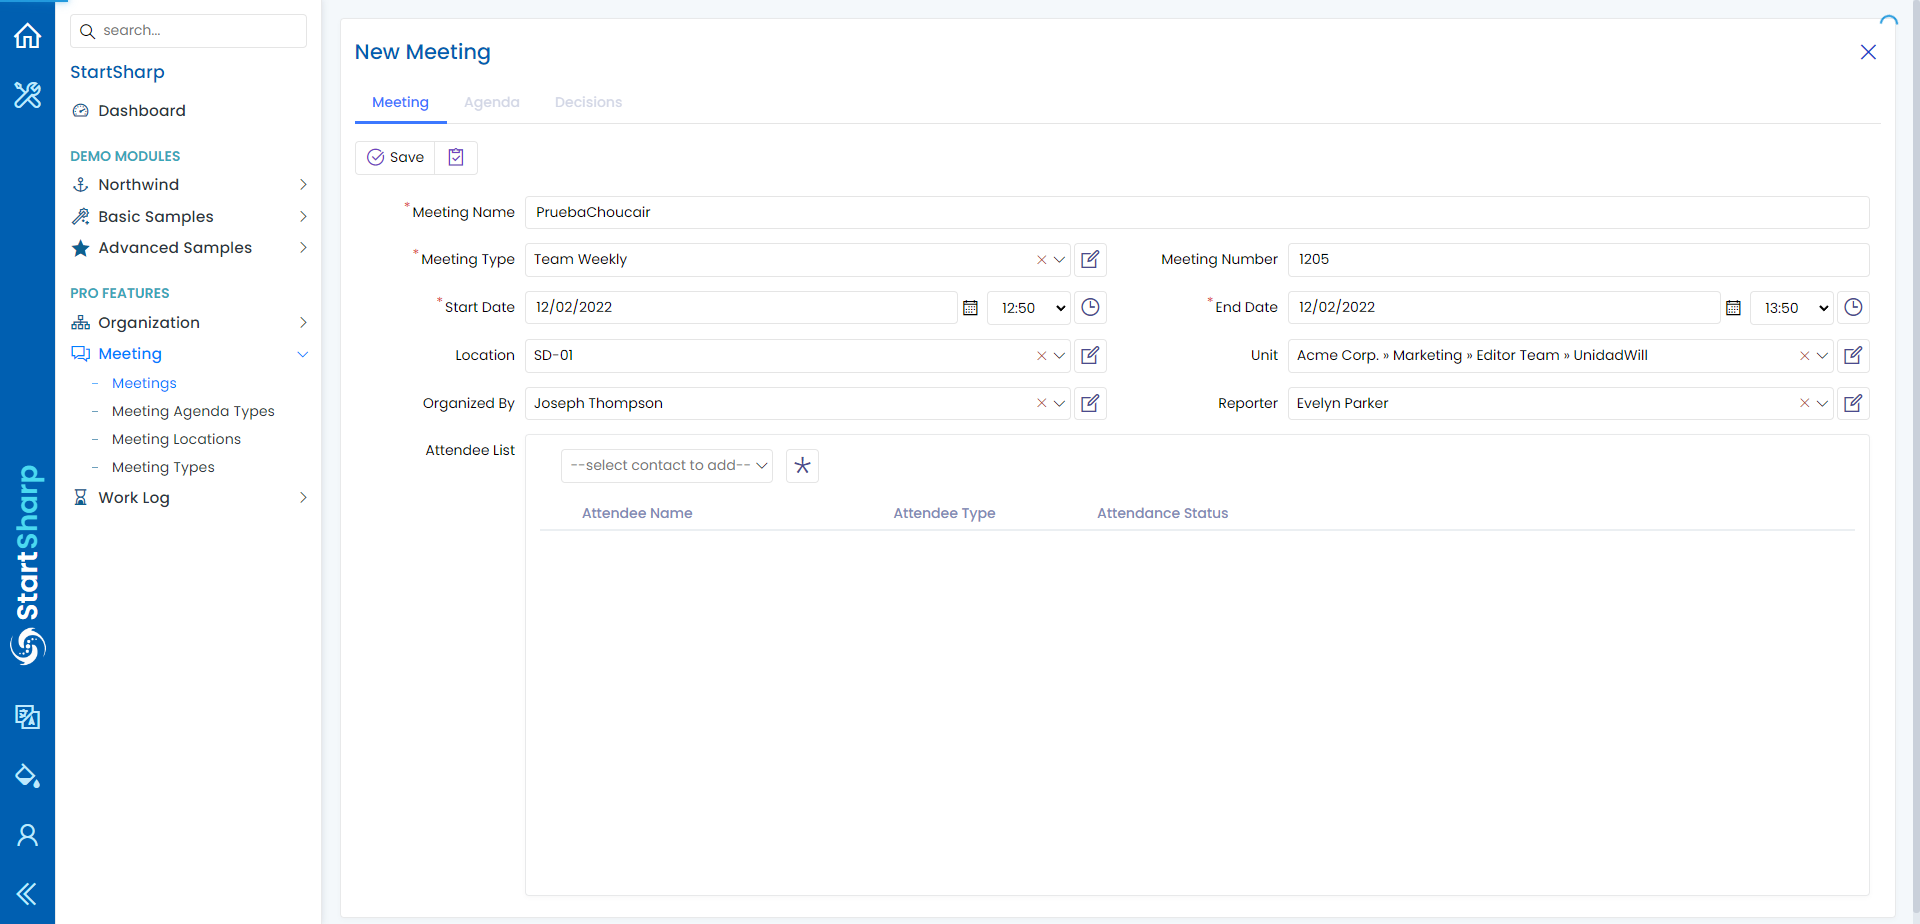 search...
StartSharp
Dashboard
DEMO MODULES
Northwind
Basic Samples
Advanced Samples
PRO FEATURES
Organization
Meeting
Meetings
Meeting Agenda Types
Meeting Locations
Meeting Types
Work Log
StartSharp
New Meeting
Meeting Agenda Decisions
Save
*Meeting Name PruebaChoucair
*Meeting Type Team Weekly Meeting Number 1205
*Start Date 12/02/2022 12:50 *End Date 12/02/2022 13:50
Location SD-01 Unit Acme Corp. » Marketing » Editor Team » UnidadWill
Organized By Joseph Thompson Reporter Evelyn Parker
Attendee List
--select contact to add--
Attendee Name Attendee Type Attendance Status